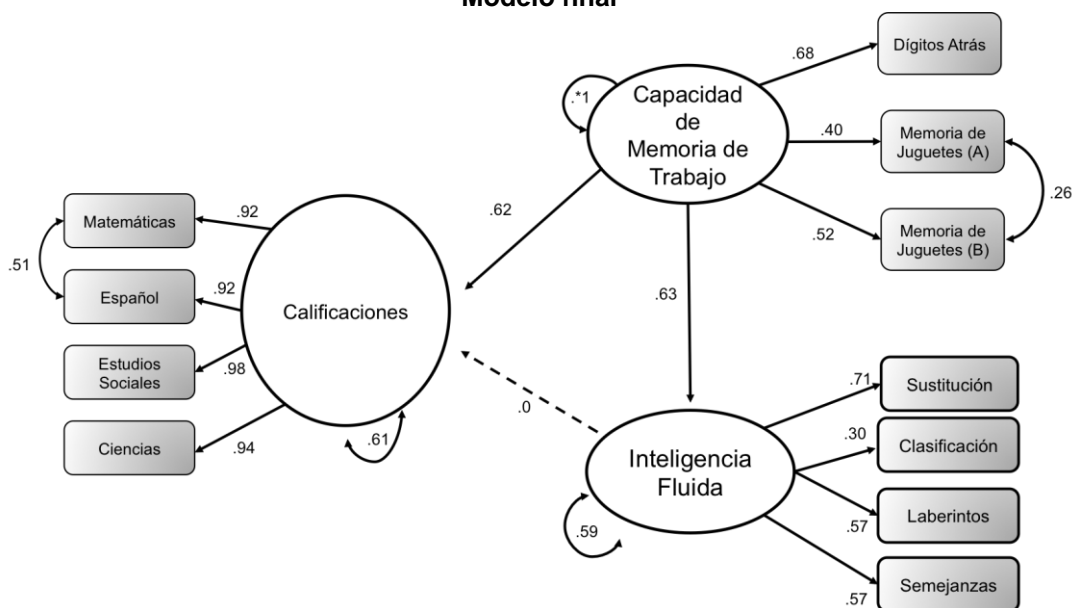 Modelo final
Dígitos Atrás
.68
.*1
Capacidad
de
Memoria de
Trabajo
.40
Memoria de
Juguetes (A)
.26
.52
Memoria de
Juguetes (B)
.62
.63
Matemáticas
.92
.51
Español
.92
Calificaciones
Estudios
Sociales
.98
Ciencias
.94
.61
.0
Inteligencia
Fluida
.59
.71
Sustitución
.30
Clasificación
Laberintos
.57
Semejanzas
.57